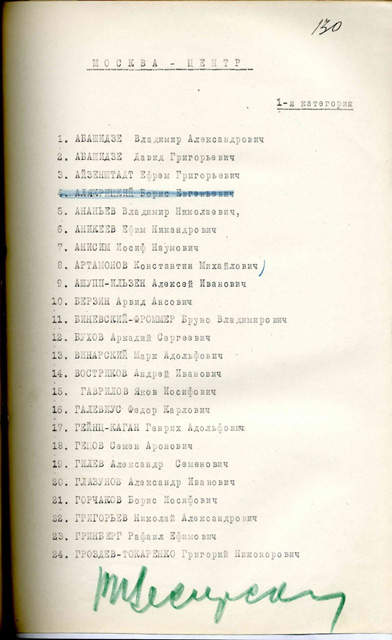 130
МОСКВА - ЦЕНТР
1-я категория
1. АБАШИДЗЕ Владимир Александрович
2. АБАШИДЗЕ Давид Григорьевич
3. АЙЗЕНШТАДТ Ефрем Григорьевич
4. Борис Евгеньевич
5. АНАНЬЕВ Владимир Николаевич,
6. АНИКЕЕВ Ефим Никандрович
7. АНИСИМ Иосиф Наумович
8. АРТАМОНОВ Константин Михайлович
9. АШУПП-ИЛЬЗЕН Алексей Иванович
10. БЕРЗИН Арвид Ансович
11. БИНЕВСКИЙ-ФРОММЕР Бруно Владимирович
12. БУХОВ Аркадий Сергеевич
13. ВИНАРСКИЙ Марк Адольфович
14. ВОСТРИКОВ Андрей Иванович
15. ГАВРИЛОВ Яков Иосифович
16. ГАЛЕВИУС Федор Карлович
17. ГЕЙНЦ-КАГАН Генрих Адольфович
18. ГЕЦОВ Семен Аронович
19. ГИЛЕВ Александр Семенович
20. ГЛАЗУНОВ Александр Иванович
21. ГОРЧАКОВ Борис Иосифович
22. ГРИГОРЬЕВ Николай Александрович
23. ГРИНБЕРГ Рафаил Ефимович
24. ГРОЗДЕВ-ТОКАРЕНКО Григорий Никонорович